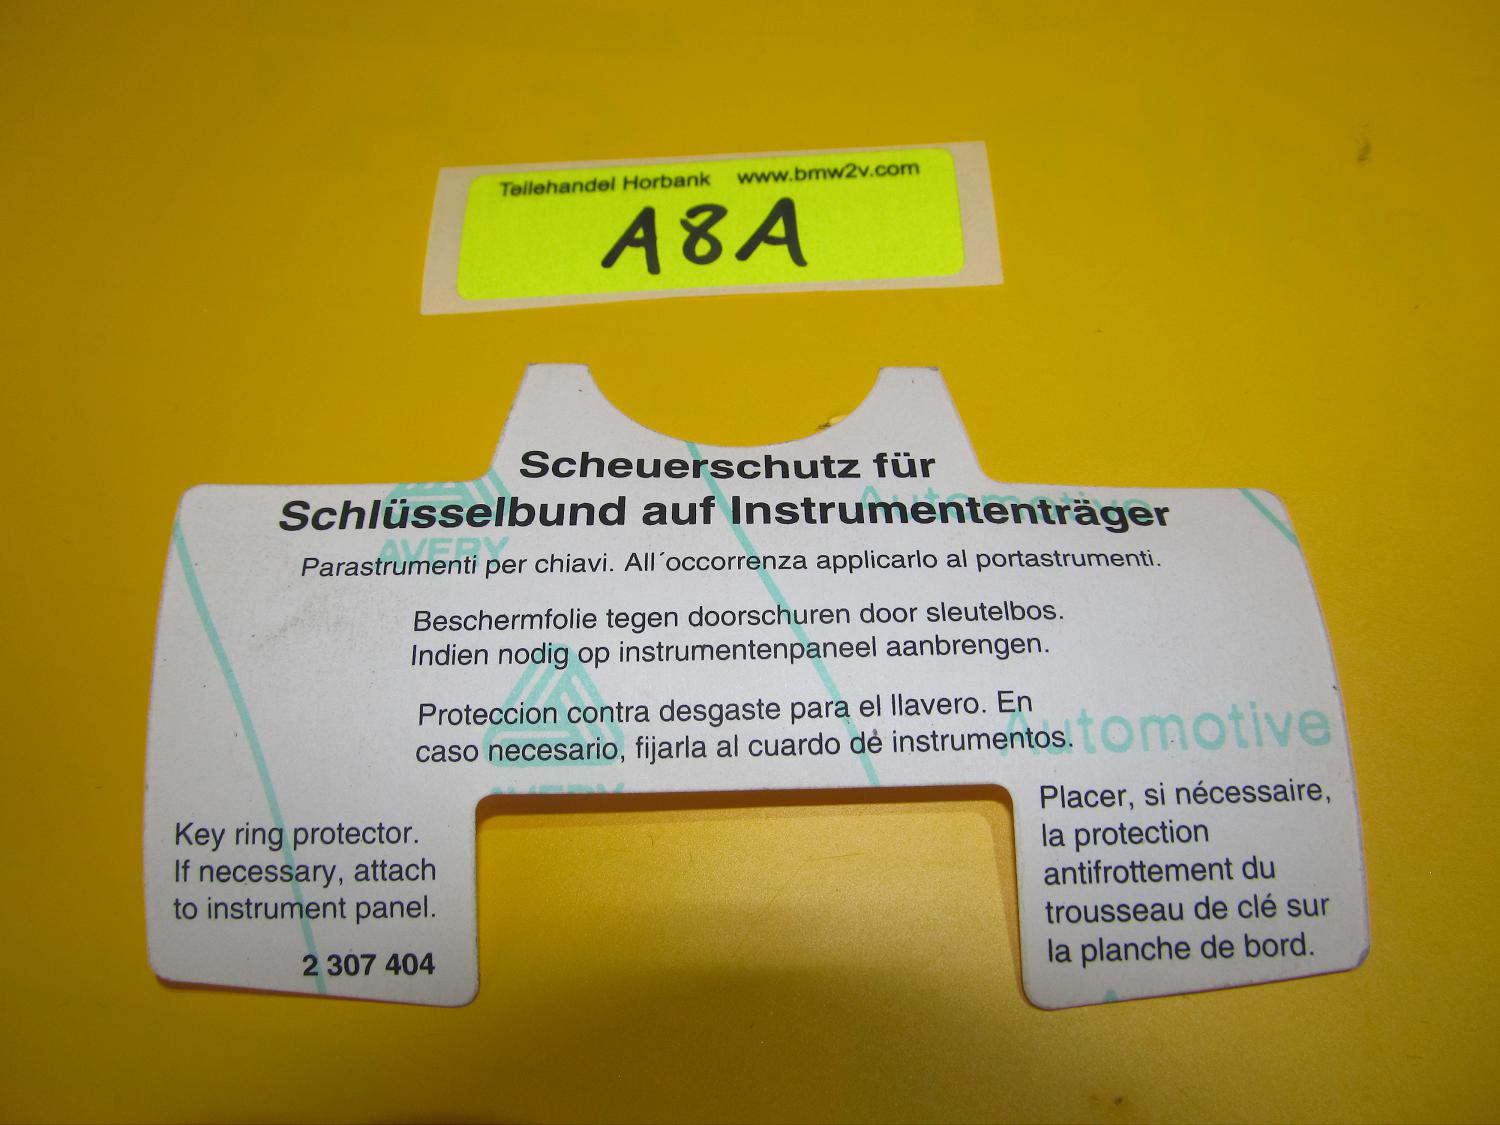 Teilehandel Horbank www.bmw2v.com
A8A
Scheuerschutz für
Schlüsselbund auf Instrumententräger
Parastrumenti per chiavi. All´occorrenza applicarlo al portastrumenti.
Beschermfolie tegen doorschuren door sleutelbos.
Indien nodig op instrumentenpaneel aanbrengen.
Proteccion contra desgaste para el llavero. En
caso necesario, fijarla al cuardo de instrumentos.
Key ring protector.
If necessary, attach
to instrument panel.
2 307 404
Placer, si nécessaire,
la protection
antifrottement du
trousseau de clé sur
la planche de bord.
AVERY
Automotive
Automotive
AVERY